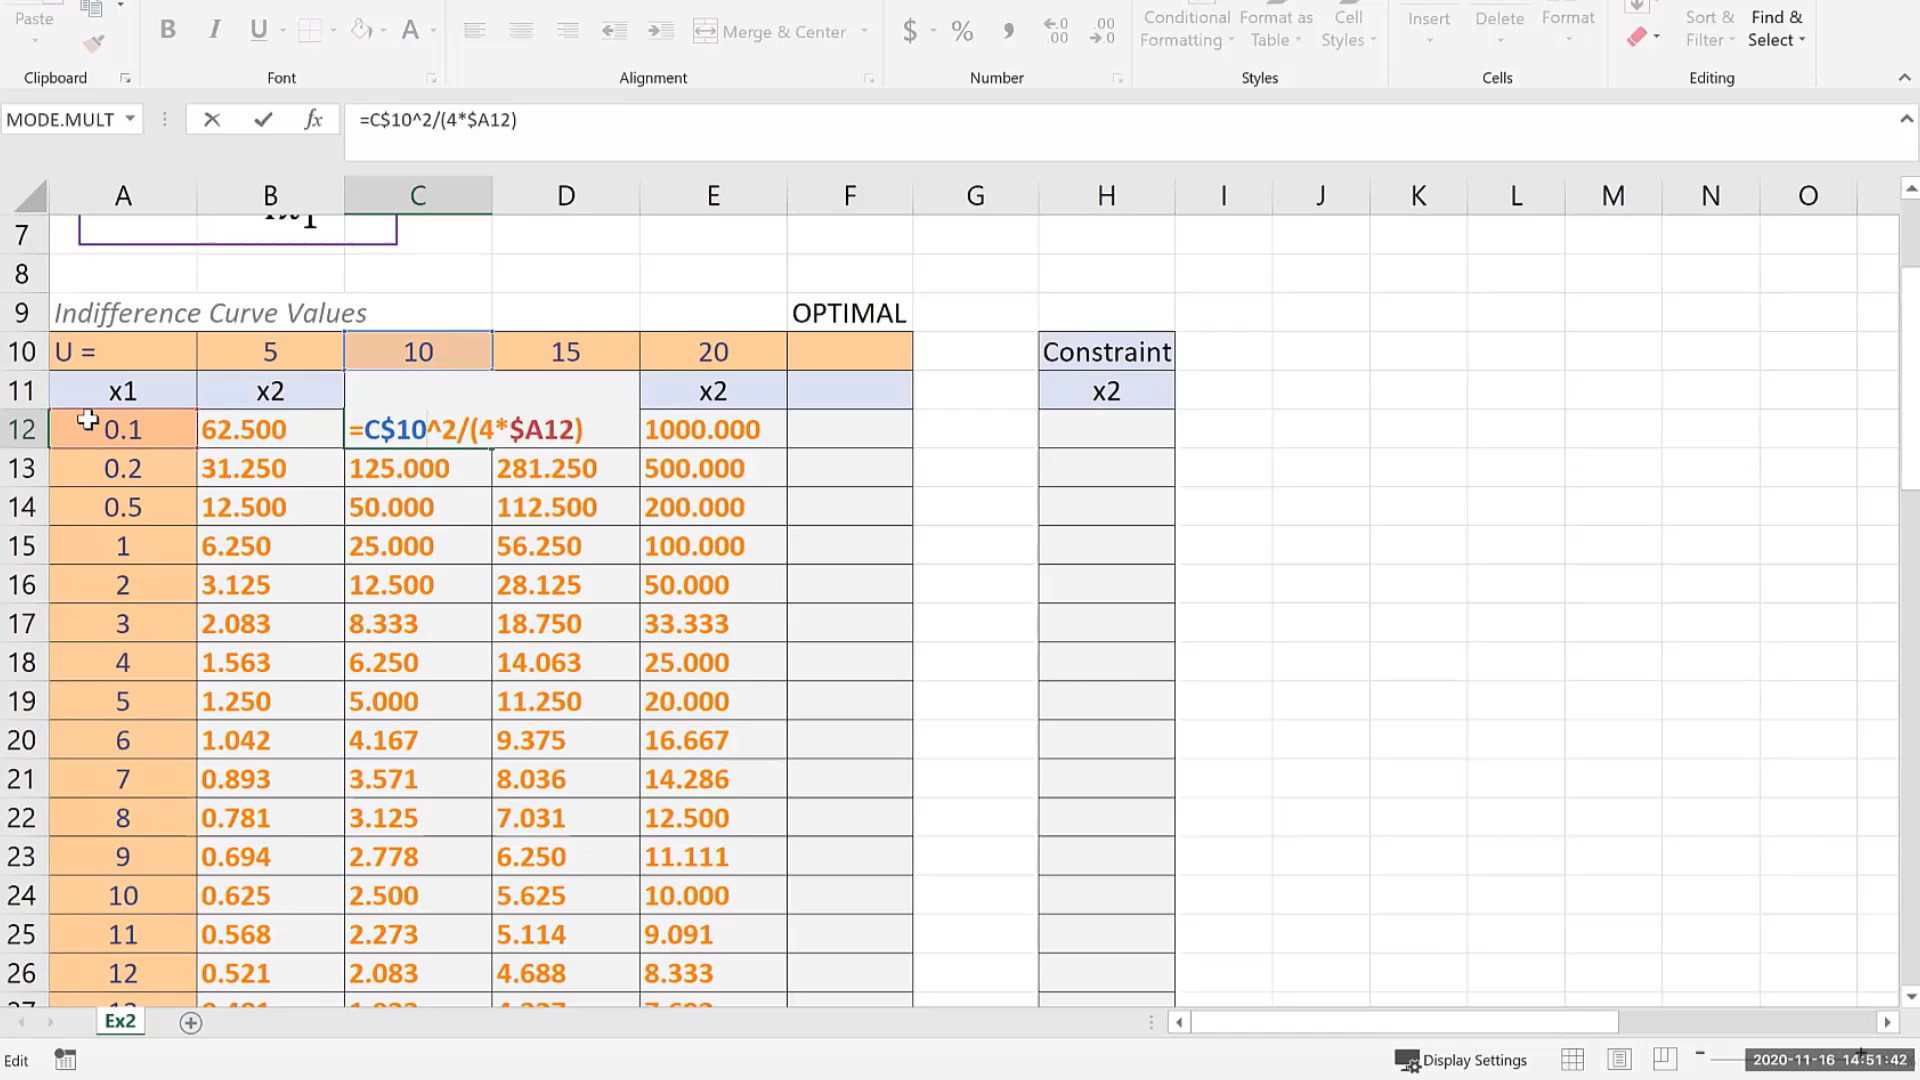 Paste
B I U A
Merge & Center
$ % ,
Conditional Formatting
Format as Table
Cell Styles
Insert
Delete
Format
Sort & Filter
Find & Select
Clipboard Font Alignment Number Styles Cells Editing
MODE.MULT fx =C$10^2/(4*$A12)
A B C D E F G H I J K L M N O
7
8
9 Indifference Curve Values OPTIMAL
10 U = 5 10 15 20 Constraint
11 x1 x2 x2 x2
12 0.1 62.500 =C$10^2/(4*$A12) 1000.000
13 0.2 31.250 125.000 281.250 500.000
14 0.5 12.500 50.000 112.500 200.000
15 1 6.250 25.000 56.250 100.000
16 2 3.125 12.500 28.125 50.000
17 3 2.083 8.333 18.750 33.333
18 4 1.563 6.250 14.063 25.000
19 5 1.250 5.000 11.250 20.000
20 6 1.042 4.167 9.375 16.667
21 7 0.893 3.571 8.036 14.286
22 8 0.781 3.125 7.031 12.500
23 9 0.694 2.778 6.250 11.111
24 10 0.625 2.500 5.625 10.000
25 11 0.568 2.273 5.114 9.091
26 12 0.521 2.083 4.688 8.333
Ex2
Edit Display Settings 2020-11-16 14:51:42